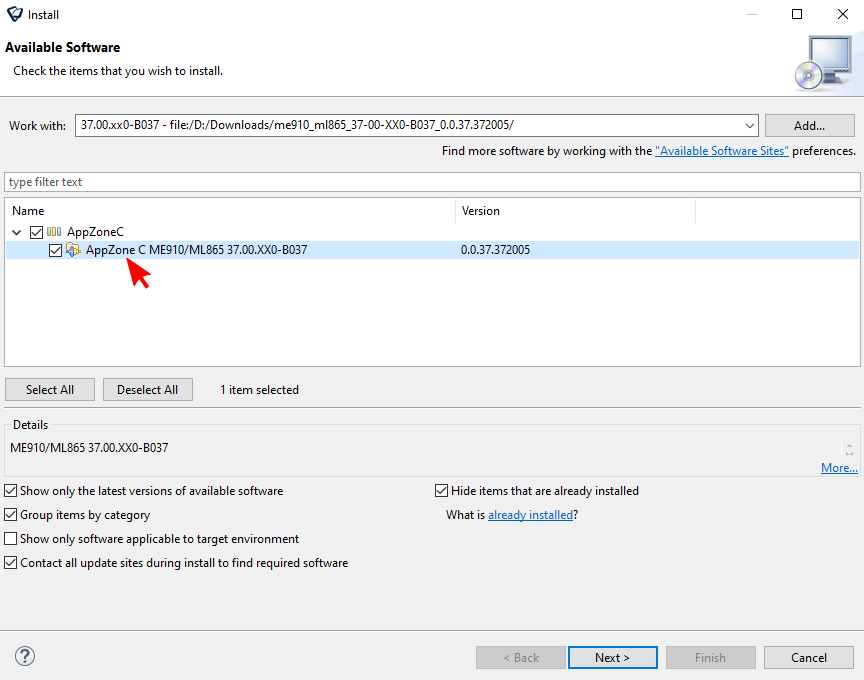 Install
Available Software
Check the items that you wish to install.
Work with: 37.00.xx0-B037 - file:/D:/Downloads/me910_ml865_37-00-XX0-B037_0.0.37.372005/ Add...
Find more software by working with the "Available Software Sites" preferences.
type filter text
Name Version
AppZoneC
AppZone C ME910/ML865 37.00.XX0-B037 0.0.37.372005
Select All Deselect All 1 item selected
Details
ME910/ML865 37.00.XX0-B037
More...
Show only the latest versions of available software Hide items that are already installed
Group items by category What is already installed?
Show only software applicable to target environment
Contact all update sites during install to find required software
? < Back Next > Finish Cancel